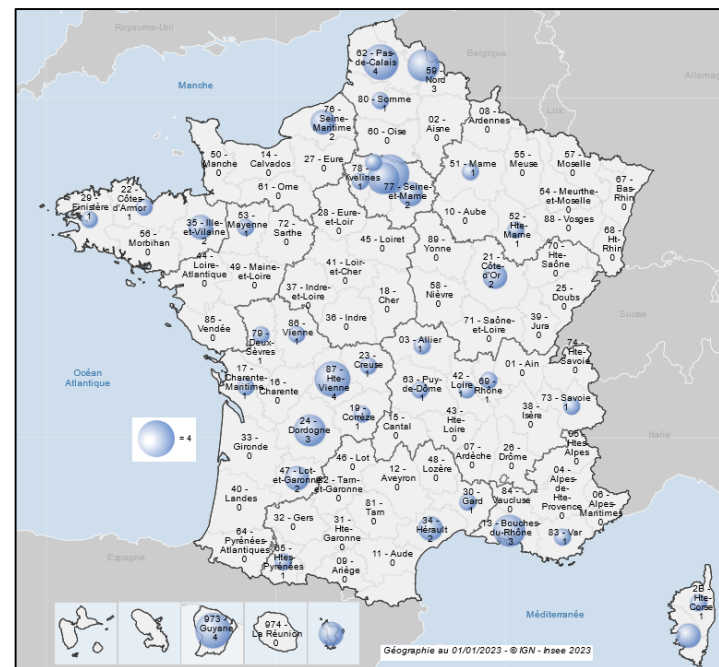 Royaume-Uni
Belgique
Allemag
Lux
Manche
62 - Pas-
de-Calais
4
59 -
Nord
3
80 - Somme
1
76 -
Seine-
Maritime
2
60 - Oise
0
02 -
Aisne
0
08 -
Ardennes
0
50 -
Manche
0
14 -
Calvados
0
27 - Eure
0
61 - Orne
0
78 -
Yvelines
1
77 - Seine-
et-Marne
2
51 - Marne
1
55 -
Meuse
0
57 -
Moselle
0
54 - Meurthe-
et-Moselle
0
67 -
Bas-
Rhin
0
29 -
Finistère
1
22 -
Côtes-
d'Armor
1
35 - Ille-
et-Vilaine
2
53 -
Mayenne
1
72 -
Sarthe
0
28 - Eure-
et-Loir
0
10 - Aube
0
52 -
Hte-
Marne
1
88 - Vosges
0
68 - Ht-
Rhin
0
56 -
Morbihan
0
44 -
Loire-
Atlantique
0
49 - Maine-
et-Loire
0
41 - Loir-
et-Cher
0
45 - Loiret
0
89 -
Yonne
0
21 -
Côte-
d'Or
2
70 -
Hte-
Saône
0
25 -
Doubs
0
37 - Indre-
et-Loire
0
18 -
Cher
0
58 -
Nièvre
0
71 - Saône-
et-Loire
0
39 -
Jura
0
Suisse
85 -
Vendée
0
79 -
Deux-
Sèvres
1
86 -
Vienne
1
36 - Indre
0
03 - Allier
1
01 - Ain
0
74 -
Hte-
Savoie
0
Océan
Atlantique
17 -
Charente-
Maritime
1
16 -
Charente
0
87 - Hte-
Vienne
4
23 -
Creuse
1
63 - Puy-
de-Dôme
1
42 -
Loire
1
69 -
Rhône
1
73 - Savoie
1
38 -
Isère
0
= 4
24 -
Dordogne
3
19 -
Corrèze
1
15 -
Cantal
0
43 -
Hte-
Loire
0
07 -
Ardèche
0
26 -
Drôme
0
05 -
Htes-
Alpes
0
Italie
33 -
Gironde
0
47 - Lot-
et-Garonne
2
46 - Lot
0
82 - Tarn-
et-Garonne
0
12 -
Aveyron
0
48 -
Lozère
0
30 -
Gard
1
84 -
Vaucluse
0
04 -
Alpes-
de-Hte-
Provence
0
06 -
Alpes-
Maritimes
0
40 -
Landes
0
32 - Gers
0
31 -
Hte-
Garonne
0
81 -
Tarn
0
34 -
Hérault
2
13 - Bouches-
du-Rhône
3
83 - Var
1
64 -
Pyrénées-
Atlantiques
0
65 -
Htes-
Pyrénées
1
09 -
Ariège
0
11 - Aude
0
Espagne
Méditerranée
2B -
Hte-
Corse
1
973 -
Guyane
4
974 -
La Réunion
0
Géographie au 01/01/2023 - © IGN - Insee 2023